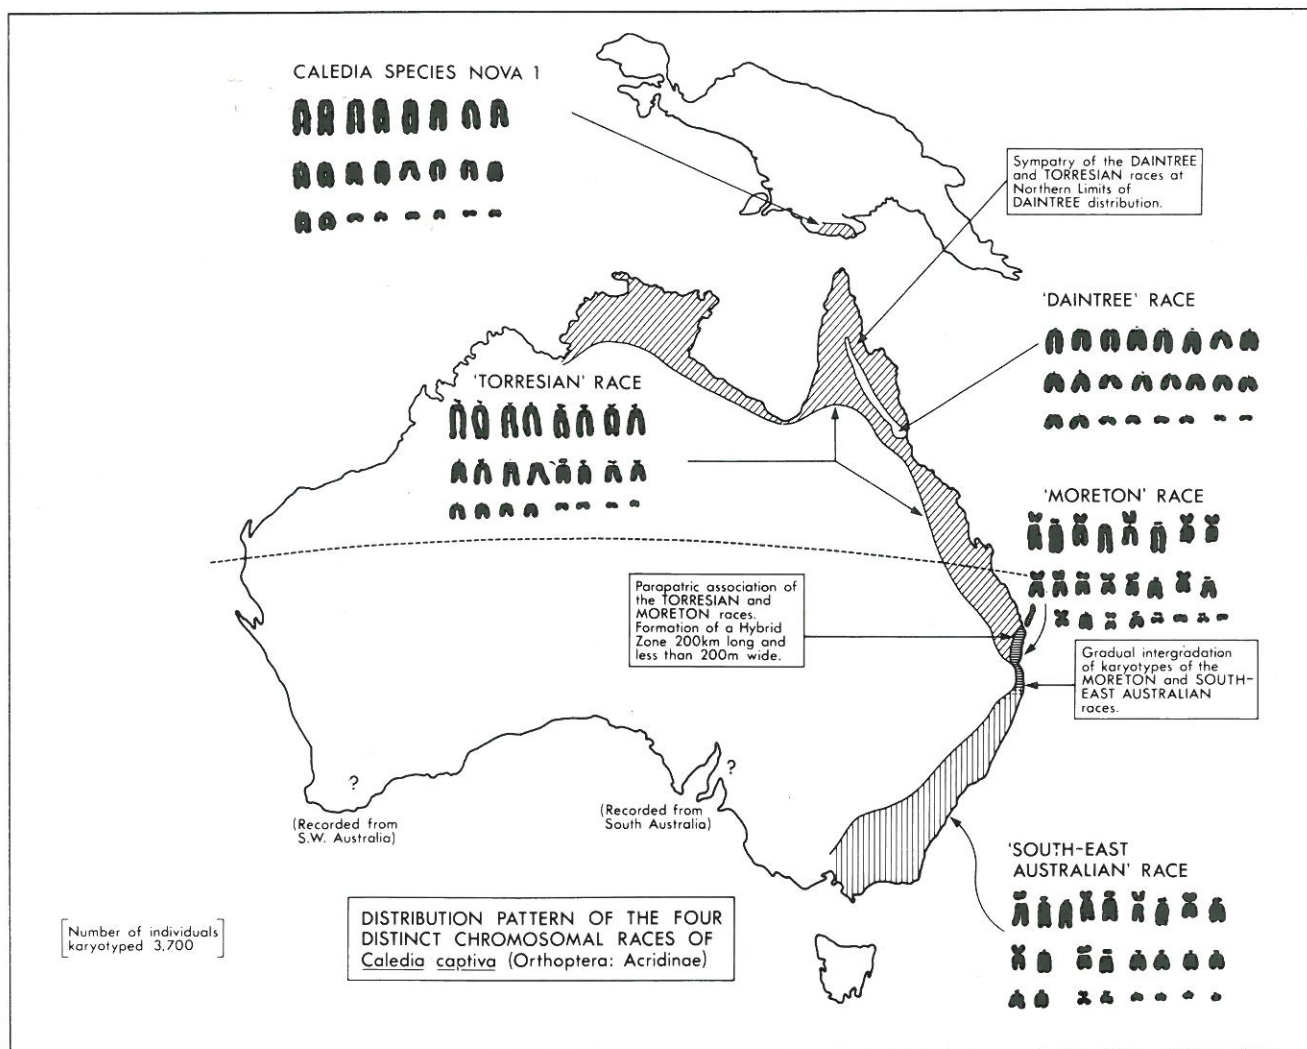 CALEDIA SPECIES NOVA 1
Sympatry of the DAINTREE
and TORRESIAN races at
Northern Limits of
DAINTREE distribution.
'DAINTREE' RACE
'TORRESIAN' RACE
'MORETON' RACE
Parapatric association of
the TORRESIAN and
MORETON races.
Formation of a Hybrid
Zone 200km long and
less than 200m wide.
Gradual intergradation
of karyotypes of the
MORETON and SOUTH-
EAST AUSTRALIAN
races.
?
(Recorded from
S.W. Australia)
?
(Recorded from
South Australia)
'SOUTH-EAST
AUSTRALIAN' RACE
Number of individuals
karyotyped 3,700
DISTRIBUTION PATTERN OF THE FOUR
DISTINCT CHROMOSOMAL RACES OF
Caledia captiva (Orthoptera: Acridinae)